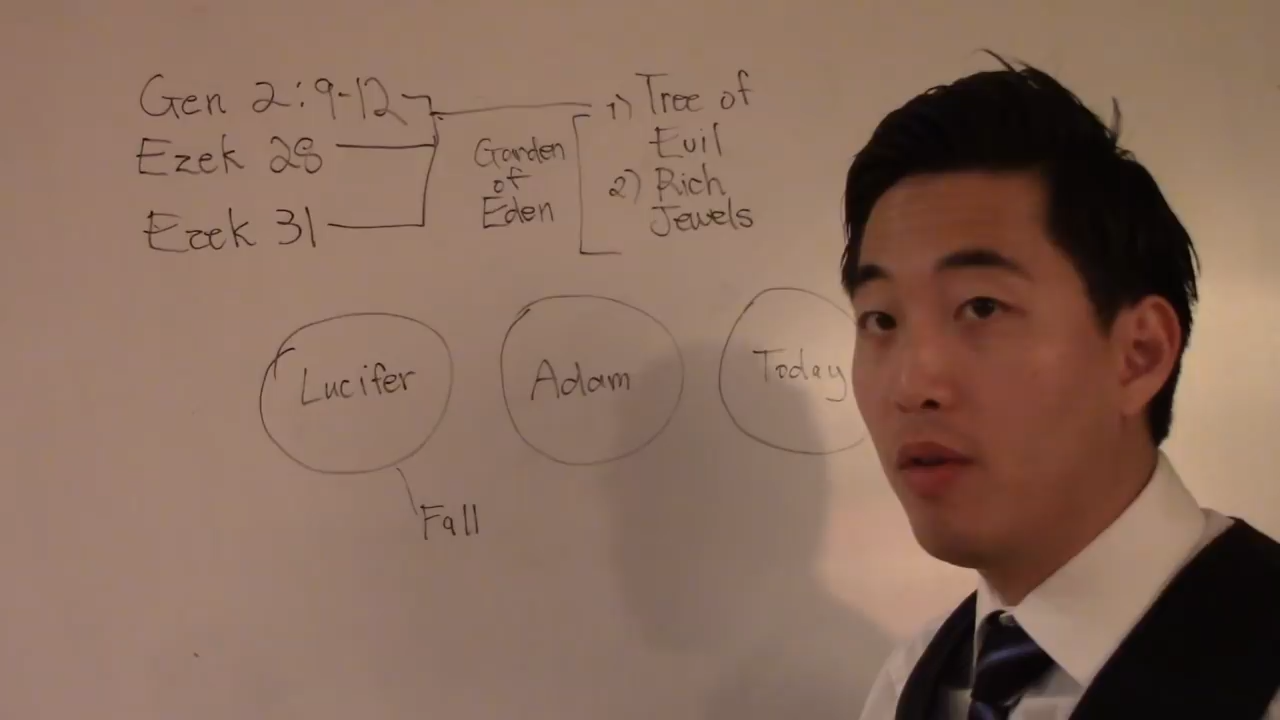 Gen 2:9-12
Ezek 28
Ezek 31
Garden
of
Eden
1) Tree of
Evil
2) Rich
Jewels
Lucifer
Adam
Today
Fall